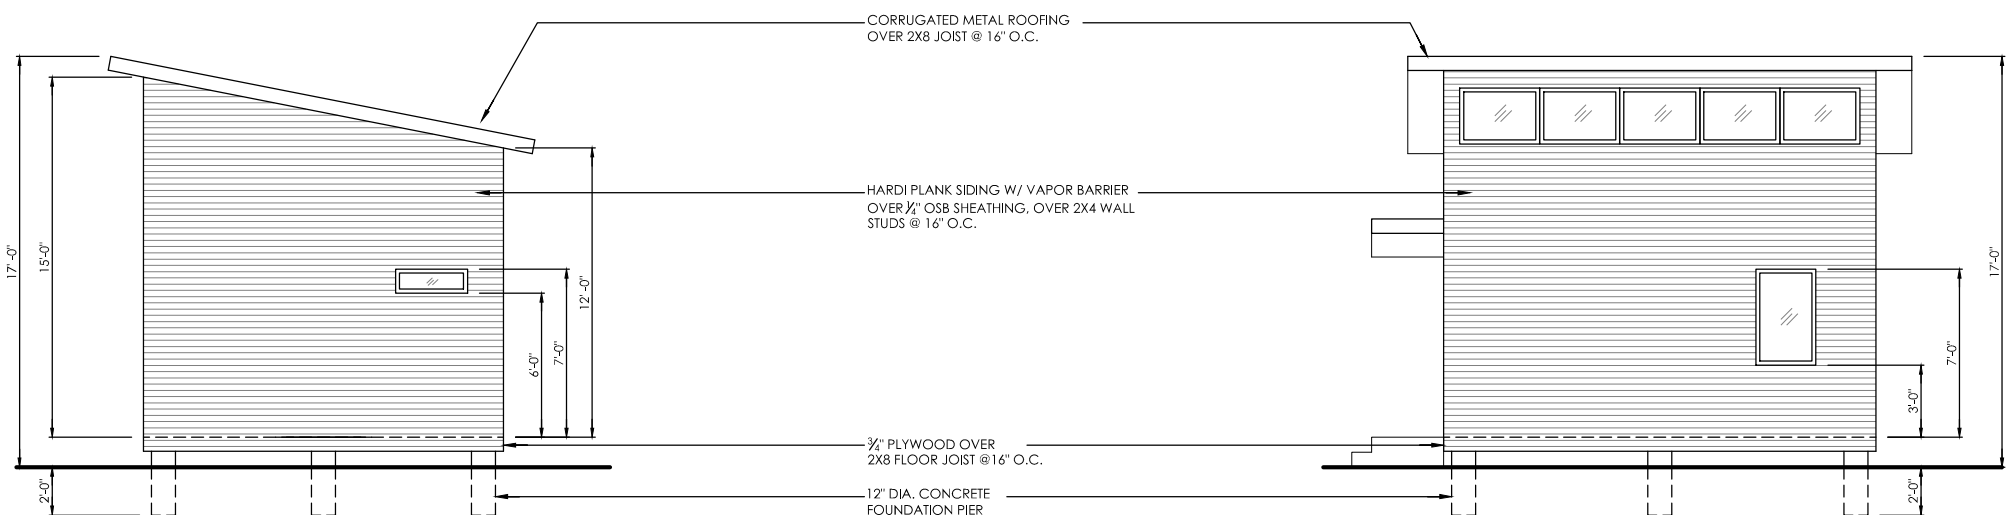 CORRUGATED METAL ROOFING
OVER 2X8 JOIST @ 16" O.C.
HARDI PLANK SIDING W/ VAPOR BARRIER
OVER ¼" OSB SHEATHING, OVER 2X4 WALL
STUDS @ 16" O.C.
¾" PLYWOOD OVER
2X8 FLOOR JOIST @16" O.C.
12" DIA. CONCRETE
FOUNDATION PIER
17'-0"
15'-0"
2'-0"
6'-0"
7'-0"
12'-0"
3'-0"
7'-0"
17'-0"
2'-0"